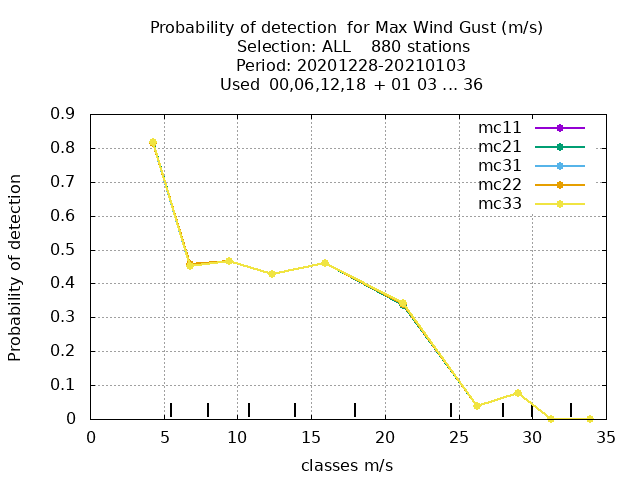 Probability of detection for Max Wind Gust (m/s)
Selection: ALL 880 stations
Period: 20201228-20210103
Used 00,06,12,18 + 01 03 ... 36
Probability of detection
0.9
0.8
0.7
0.6
0.5
0.4
0.3
0.2
0.1
0
mc11
mc21
mc31
mc22
mc33
0 5 10 15 20 25 30 35
classes m/s